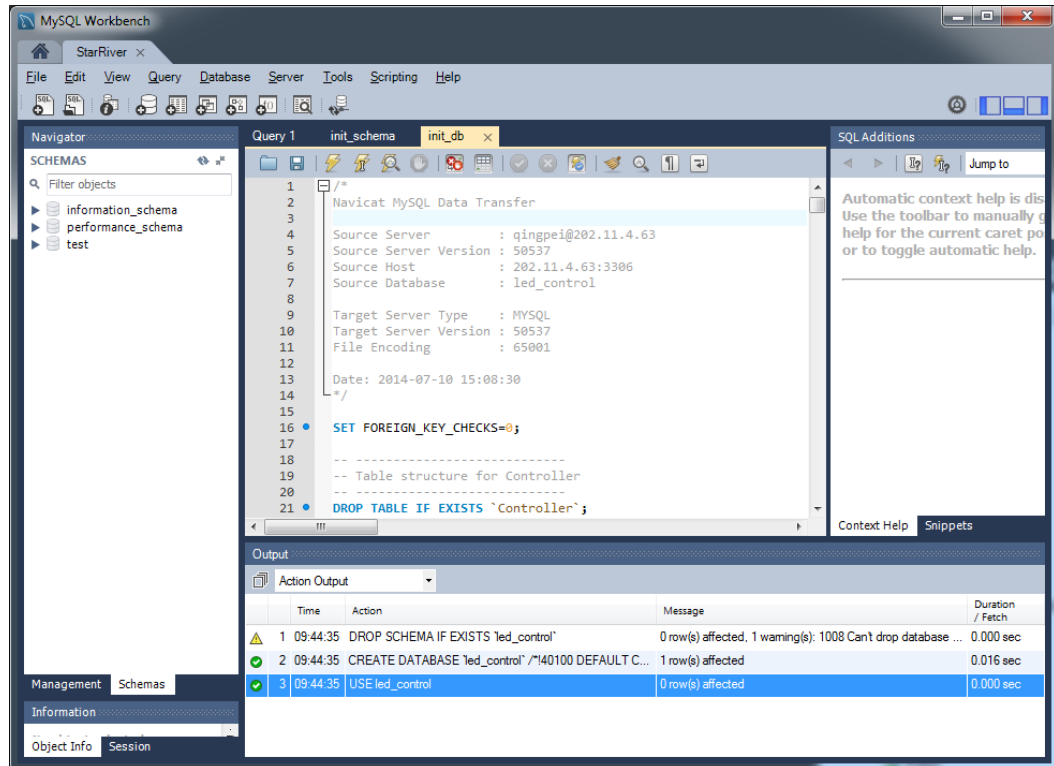 MySQL Workbench
StarRiver
File Edit View Query Database Server Tools Scripting Help
Navigator
SCHEMAS
Filter objects
information_schema
performance_schema
test
Management Schemas
Information
Object Info Session
Query 1 init_schema init_db
1 /*
2 Navicat MySQL Data Transfer
3
4 Source Server : qingpei@202.11.4.63
5 Source Server Version : 50537
6 Source Host : 202.11.4.63:3306
7 Source Database : led_control
8
9 Target Server Type : MYSQL
10 Target Server Version : 50537
11 File Encoding : 65001
12
13 Date: 2014-07-10 15:08:30
14 */
15
16 SET FOREIGN_KEY_CHECKS=0;
17
18 -- ----------------------------
19 -- Table structure for Controller
20 -- ----------------------------
21 DROP TABLE IF EXISTS `Controller`;
SQL Additions
Jump to
Automatic context help is dis
Use the toolbar to manually g
help for the current caret po
or to toggle automatic help.
Context Help Snippets
Output
Action Output
Time Action Message Duration / Fetch
1 09:44:35 DROP SCHEMA IF EXISTS `led_control` 0 row(s) affected, 1 warning(s): 1008 Can't drop database ... 0.000 sec
2 09:44:35 CREATE DATABASE `led_control` /*!40100 DEFAULT C... 1 row(s) affected 0.016 sec
3 09:44:35 USE led_control 0 row(s) affected 0.000 sec